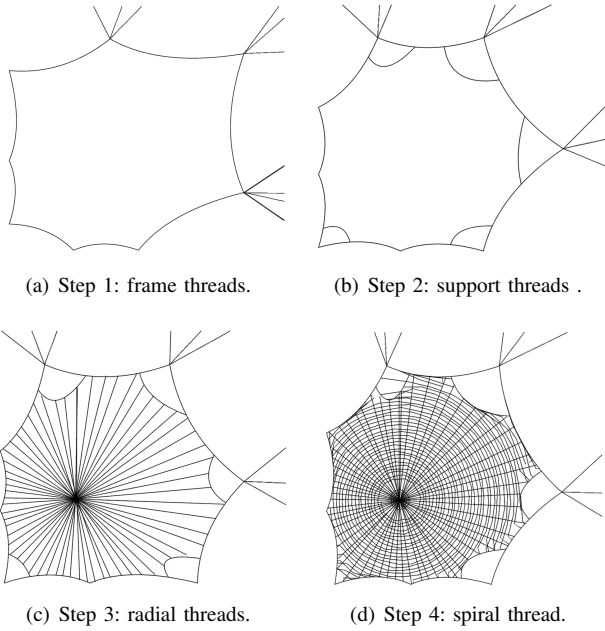 (a) Step 1: frame threads.
(b) Step 2: support threads .
(c) Step 3: radial threads.
(d) Step 4: spiral thread.